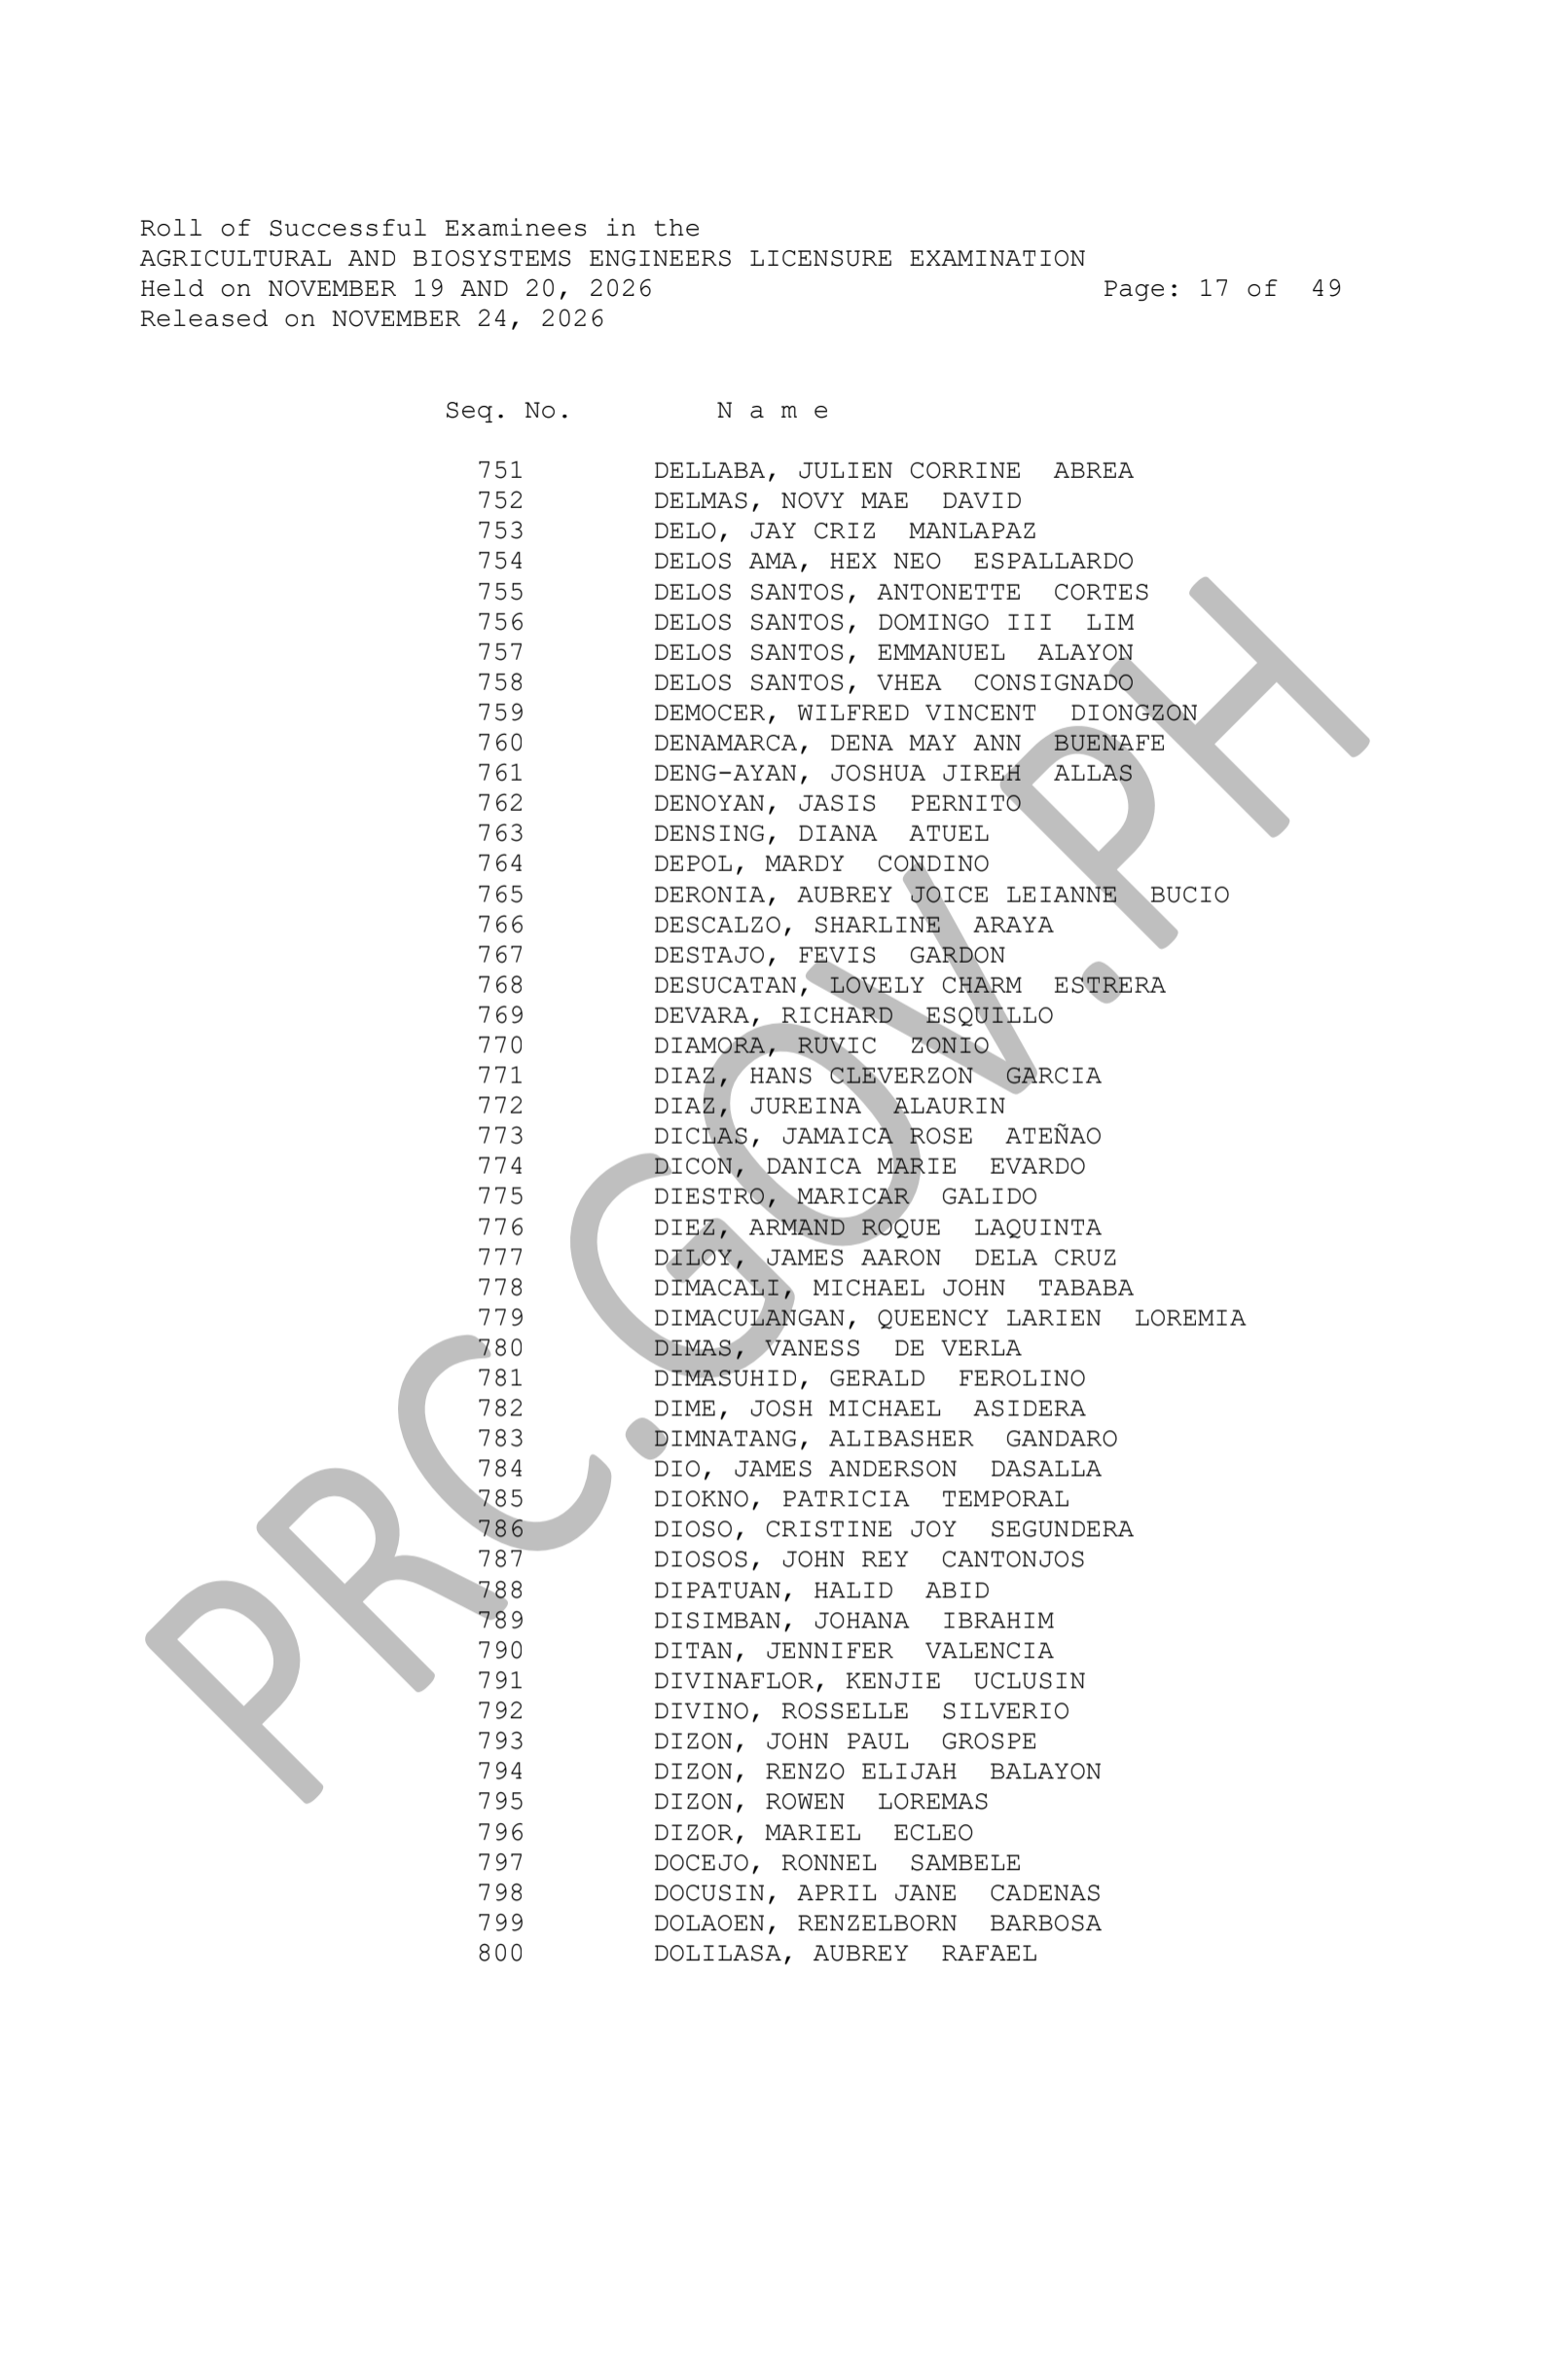 Roll of Successful Examinees in the
AGRICULTURAL AND BIOSYSTEMS ENGINEERS LICENSURE EXAMINATION
Held on NOVEMBER 19 AND 20, 2026 Page: 17 of 49
Released on NOVEMBER 24, 2026
Seq. No. N a m e
751 DELLABA, JULIEN CORRINE ABREA
752 DELMAS, NOVY MAE DAVID
753 DELO, JAY CRIZ MANLAPAZ
754 DELOS AMA, HEX NEO ESPALLARDO
755 DELOS SANTOS, ANTONETTE CORTES
756 DELOS SANTOS, DOMINGO III LIM
757 DELOS SANTOS, EMMANUEL ALAYON
758 DELOS SANTOS, VHEA CONSIGNADO
759 DEMOCER, WILFRED VINCENT DIONGZON
760 DENAMARCA, DENA MAY ANN BUENAFE
761 DENG-AYAN, JOSHUA JIREH ALLAS
762 DENOYAN, JASIS PERNITO
763 DENSING, DIANA ATUEL
764 DEPOL, MARDY CONDINO
765 DERONIA, AUBREY JOICE LEIANNE BUCIO
766 DESCALZO, SHARLINE ARAYA
767 DESTAJO, FEVIS GARDON
768 DESUCATAN, LOVELY CHARM ESTRERA
769 DEVARA, RICHARD ESQUILLO
770 DIAMORA, RUVIC ZONIO
771 DIAZ, HANS CLEVERZON GARCIA
772 DIAZ, JUREINA ALAURIN
773 DICLAS, JAMAICA ROSE ATEÑAO
774 DICON, DANICA MARIE EVARDO
775 DIESTRO, MARICAR GALIDO
776 DIEZ, ARMAND ROQUE LAQUINTA
777 DILOY, JAMES AARON DELA CRUZ
778 DIMACALI, MICHAEL JOHN TABABA
779 DIMACULANGAN, QUEENCY LARIEN LOREMIA
780 DIMAS, VANESS DE VERLA
781 DIMASUHID, GERALD FEROLINO
782 DIME, JOSH MICHAEL ASIDERA
783 DIMNATANG, ALIBASHER GANDARO
784 DIO, JAMES ANDERSON DASALLA
785 DIOKNO, PATRICIA TEMPORAL
786 DIOSO, CRISTINE JOY SEGUNDERA
787 DIOSOS, JOHN REY CANTONJOS
788 DIPATUAN, HALID ABID
789 DISIMBAN, JOHANA IBRAHIM
790 DITAN, JENNIFER VALENCIA
791 DIVINAFLOR, KENJIE UCLUSIN
792 DIVINO, ROSSELLE SILVERIO
793 DIZON, JOHN PAUL GROSPE
794 DIZON, RENZO ELIJAH BALAYON
795 DIZON, ROWEN LOREMAS
796 DIZOR, MARIEL ECLEO
797 DOCEJO, RONNEL SAMBELE
798 DOCUSIN, APRIL JANE CADENAS
799 DOLAOEN, RENZELBORN BARBOSA
800 DOLILASA, AUBREY RAFAEL
PRC.GOV.PH